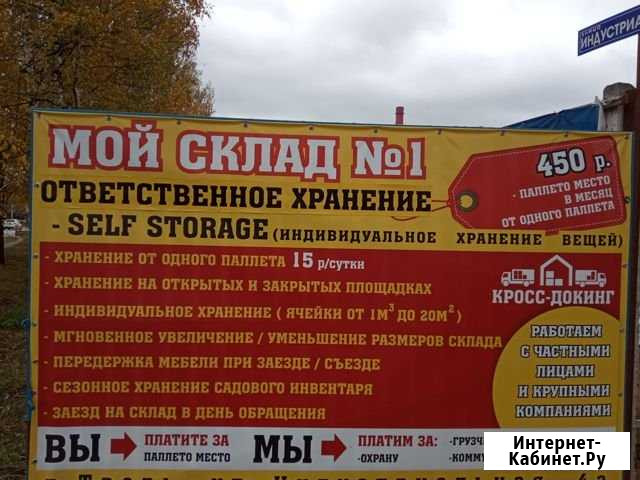 улица
ИНДУСТРИА
МОЙ СКЛАД №1
ОТВЕТСТВЕННОЕ ХРАНЕНИЕ
- SELF STORAGE (ИНДИВИДУАЛЬНОЕ ХРАНЕНИЕ ВЕЩЕЙ)
450 р.
- ПАЛЛЕТО МЕСТО
В МЕСЯЦ
ОТ ОДНОГО ПАЛЛЕТА
- ХРАНЕНИЕ ОТ ОДНОГО ПАЛЛЕТА 15 р/СУТКИ
- ХРАНЕНИЕ НА ОТКРЫТЫХ И ЗАКРЫТЫХ ПЛОЩАДКАХ
- ИНДИВИДУАЛЬНОЕ ХРАНЕНИЕ ( ЯЧЕЙКИ ОТ 1М³ ДО 20М² )
- МГНОВЕННОЕ УВЕЛИЧЕНИЕ / УМЕНЬШЕНИЕ РАЗМЕРОВ СКЛАДА
- ПЕРЕДЕРЖКА МЕБЕЛИ ПРИ ЗАЕЗДЕ / СЪЕЗДЕ
- СЕЗОННОЕ ХРАНЕНИЕ САДОВОГО ИНВЕНТАРЯ
- ЗАЕЗД НА СКЛАД В ДЕНЬ ОБРАЩЕНИЯ
КРОСС-ДОКИНГ
РАБОТАЕМ
С ЧАСТНЫМИ
ЛИЦАМИ
И КРУПНЫМИ
КОМПАНИЯМИ
ВЫ
ПЛАТИТЕ ЗА
ПАЛЛЕТО МЕСТО
МЫ
ПЛАТИМ ЗА:
-ОХРАНУ
-ГРУЗЧ
-КОММУ
Интернет-
Кабинет.Ру